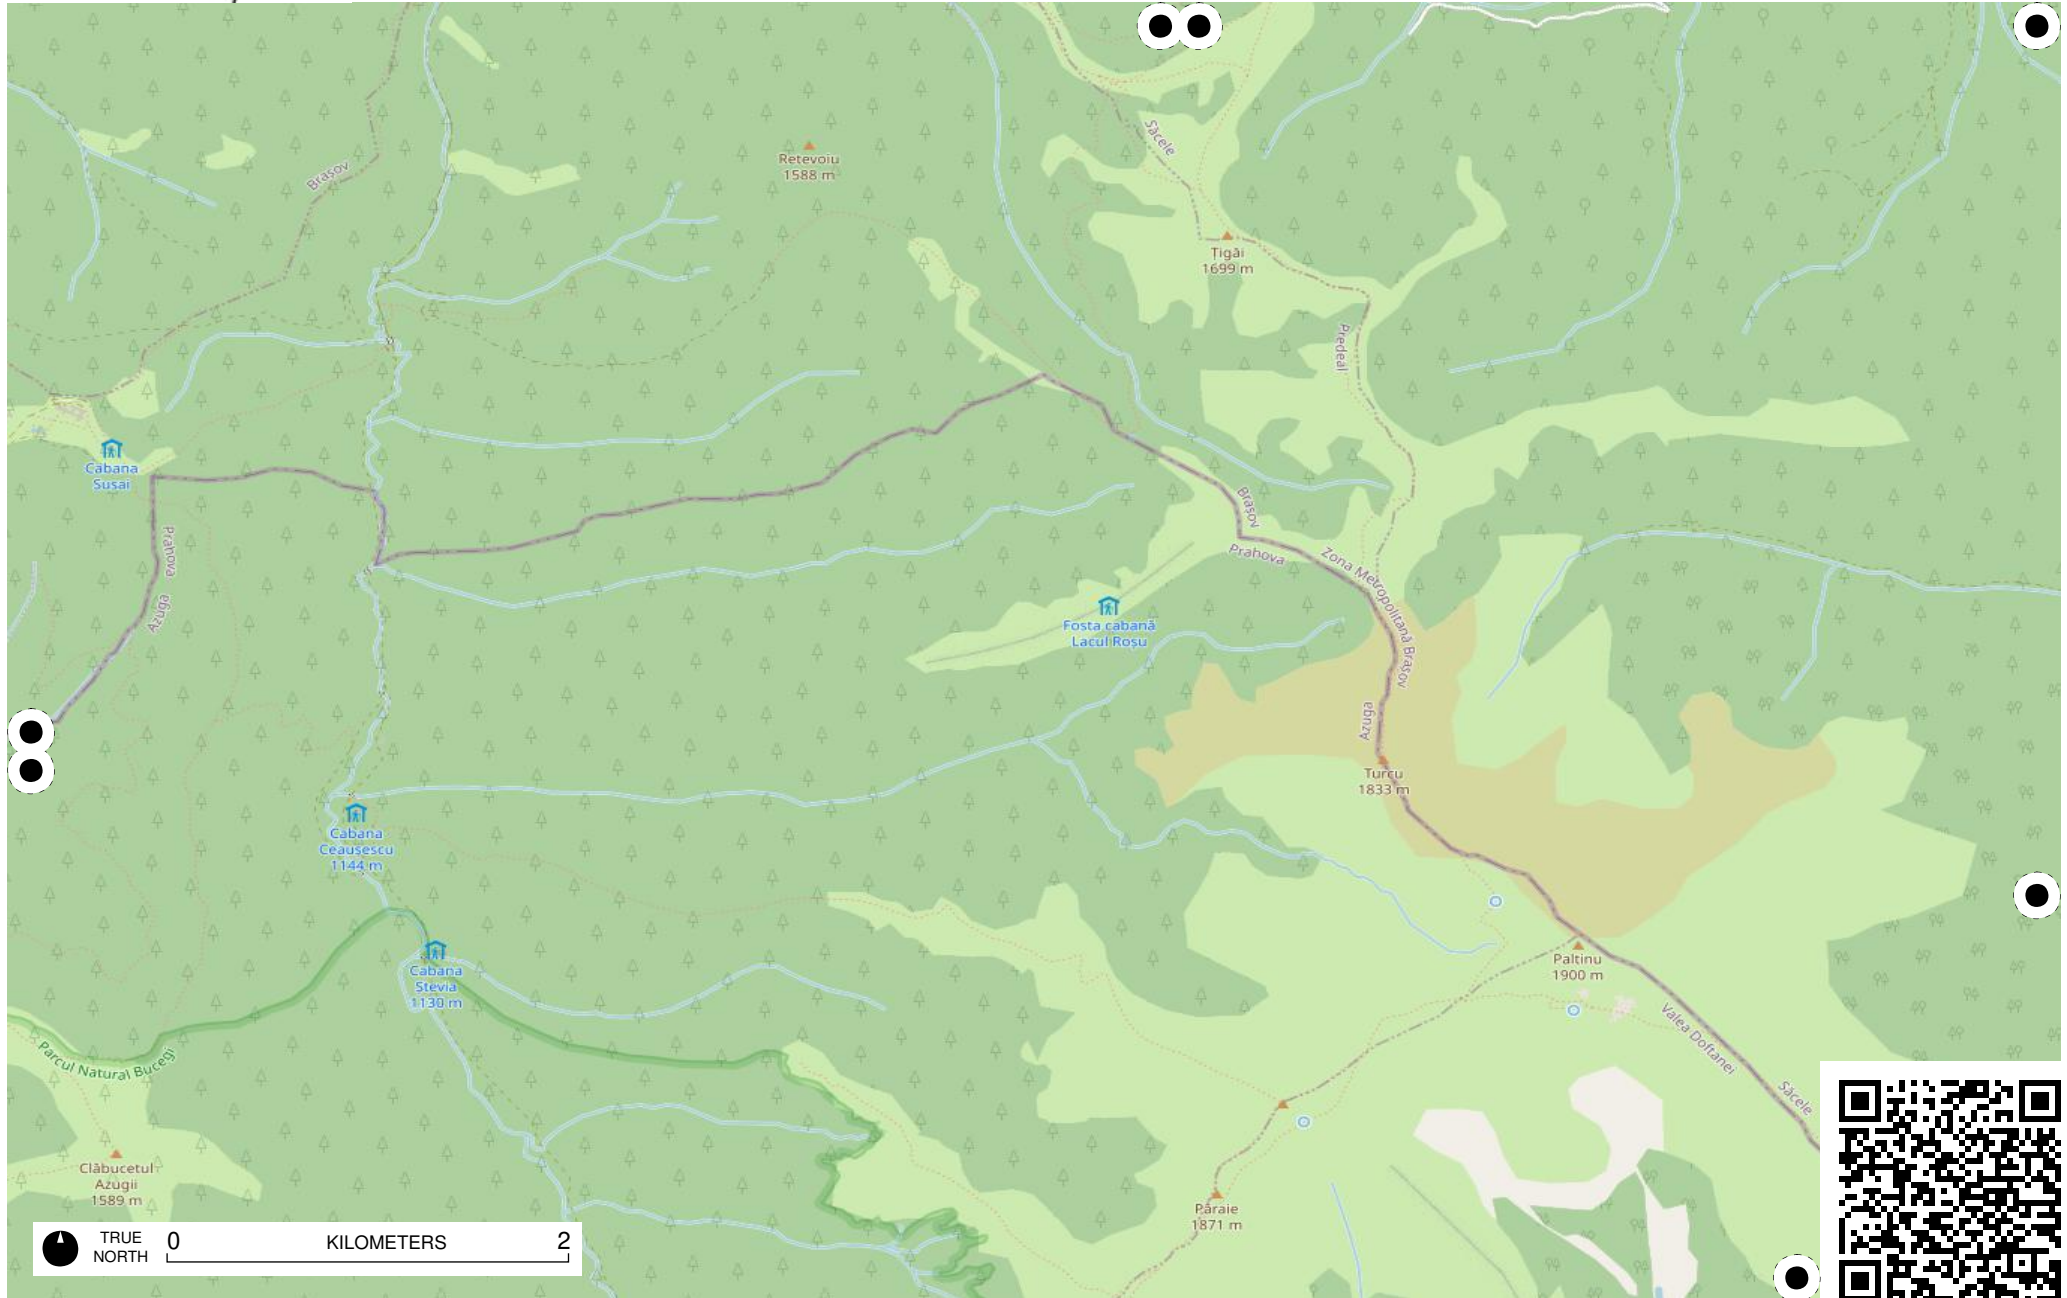 Brașov
Retevoiu
1588 m
Săcele
Țigăi
1699 m
Predeal
Cabana
Susai
Prahova
Azuga
Brașov
Prahova
Zona Metropolitană Brașov
Fosta cabană
Lacul Roșu
Azuga
Turcu
1833 m
Cabana
Ceaușescu
1144 m
Cabana
Stevia
1130 m
Paltinu
1900 m
Valea Doftanei
Săcele
Parcul Natural Bucegi
Clăbucetul
Azugii
1589 m
Pâraie
1871 m
TRUE
NORTH
0 KILOMETERS 2